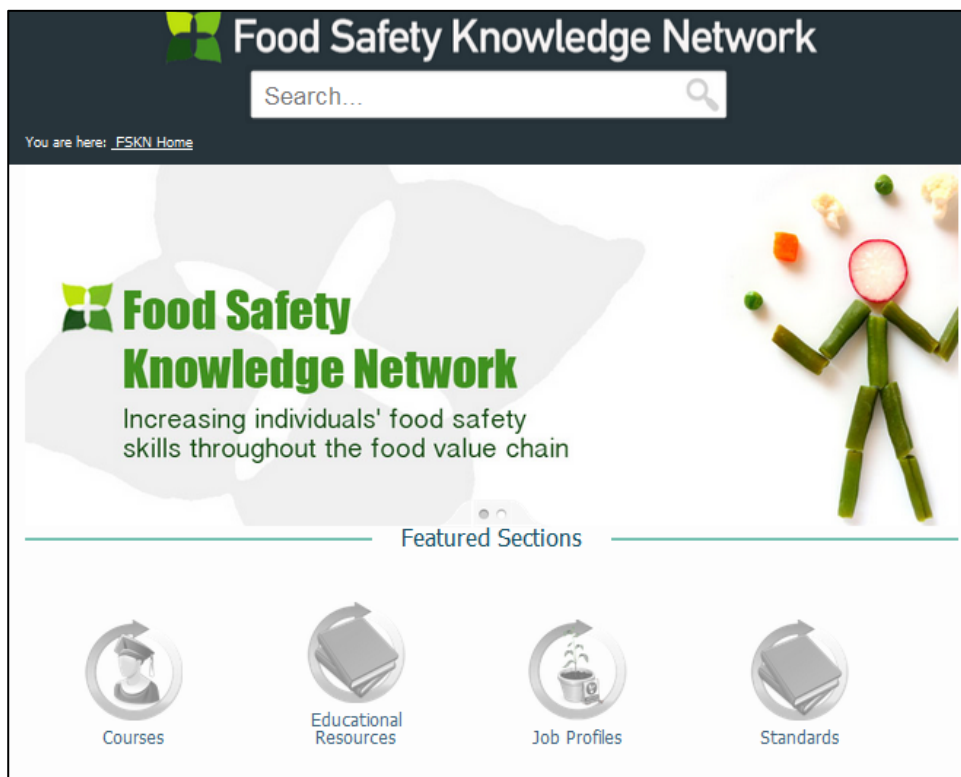 Food Safety Knowledge Network
Search...
You are here: FSKN Home
Food Safety
Knowledge Network
Increasing individuals' food safety
skills throughout the food value chain
Featured Sections
Courses
Educational
Resources
Job Profiles
Standards